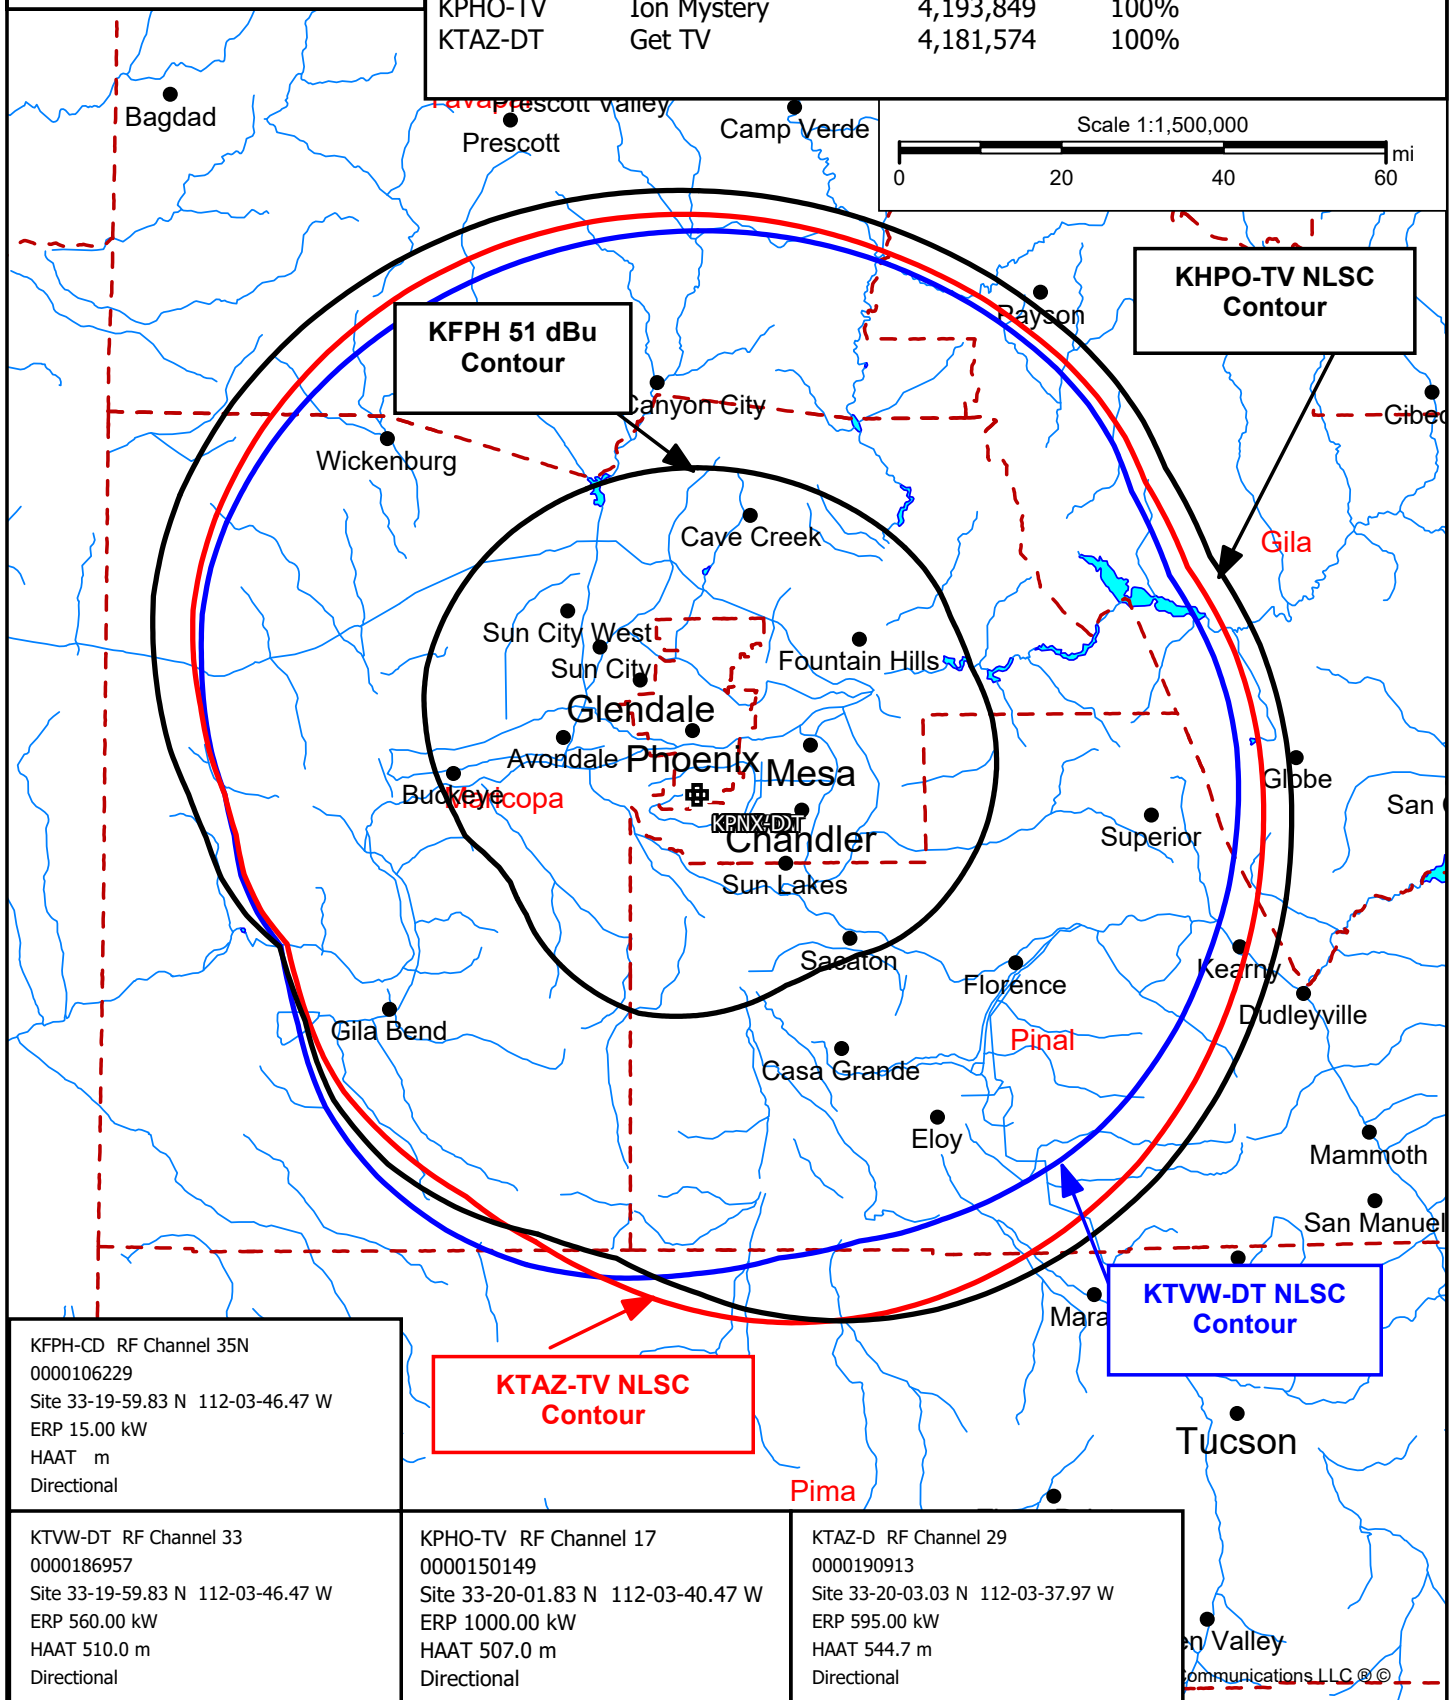 KPHO-TV Ion Mystery 4,193,849 100%
KTAZ-DT Get TV 4,181,574 100%
Bagdad
Yavapai
Prescott Valley
Prescott
Camp Verde
Scale 1:1,500,000
mi
0 20 40 60
KHPO-TV NLSC
Contour
Payson
KFPH 51 dBu
Contour
Canyon City
Wickenburg
Cave Creek
Gila
Sun City West
Sun City
Fountain Hills
Glendale
Avondale
Phoenix
Mesa
Globe
Buckeye
Maricopa
San
KPNX-DT
Chandler
Superior
Sun Lakes
Sacaton
Florence
Kearny
Dudleyville
Gila Bend
Pinal
Casa Grande
Eloy
Mammoth
San Manuel
KTVW-DT NLSC
Contour
Mara
KTAZ-TV NLSC
Contour
Tucson
Pima
KFPH-CD RF Channel 35N
0000106229
Site 33-19-59.83 N 112-03-46.47 W
ERP 15.00 kW
HAAT m
Directional
KTVW-DT RF Channel 33
0000186957
Site 33-19-59.83 N 112-03-46.47 W
ERP 560.00 kW
HAAT 510.0 m
Directional
KPHO-TV RF Channel 17
0000150149
Site 33-20-01.83 N 112-03-40.47 W
ERP 1000.00 kW
HAAT 507.0 m
Directional
KTAZ-D RF Channel 29
0000190913
Site 33-20-03.03 N 112-03-37.97 W
ERP 595.00 kW
HAAT 544.7 m
Directional
en Valley
Communications LLC ® ©